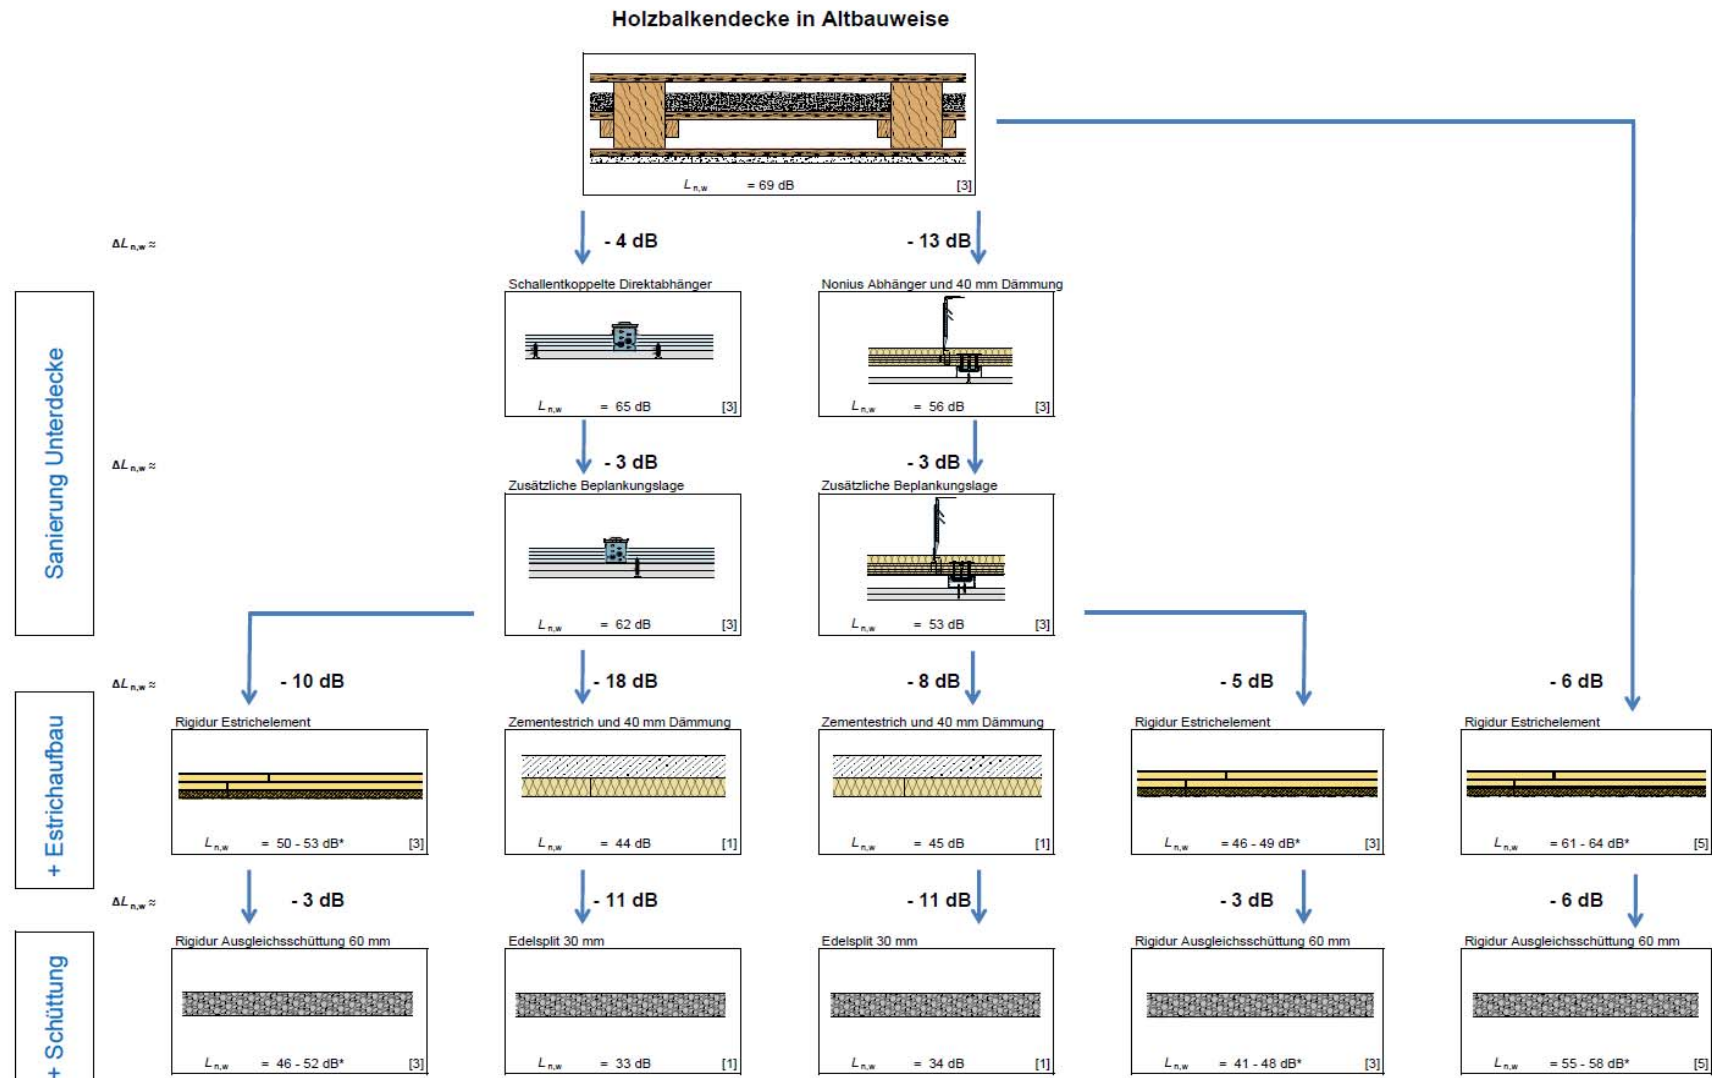 Holzbalkendecke in Altbauweise
L n,w = 69 dB [3]
ΔL n,w ≈ - 4 dB - 13 dB
Sanierung Unterdecke
Schallentkoppelte Direktabhänger Nonius Abhänger und 40 mm Dämmung
L n,w = 65 dB [3] L n,w = 56 dB [3]
ΔL n,w ≈ - 3 dB - 3 dB
Zusätzliche Beplankungslage Zusätzliche Beplankungslage
L n,w = 62 dB [3] L n,w = 53 dB [3]
ΔL n,w ≈ - 10 dB - 18 dB - 8 dB - 5 dB - 6 dB
+ Estrichaufbau
Rigidur Estrichelement Zementestrich und 40 mm Dämmung Zementestrich und 40 mm Dämmung Rigidur Estrichelement Rigidur Estrichelement
L n,w = 50 - 53 dB* [3] L n,w = 44 dB [1] L n,w = 45 dB [1] L n,w = 46 - 49 dB* [3] L n,w = 61 - 64 dB* [5]
ΔL n,w ≈ - 3 dB - 11 dB - 11 dB - 3 dB - 6 dB
+ Schüttung
Rigidur Ausgleichsschüttung 60 mm Edelsplit 30 mm Edelsplit 30 mm Rigidur Ausgleichsschüttung 60 mm Rigidur Ausgleichsschüttung 60 mm
L n,w = 46 - 52 dB* [3] L n,w = 33 dB [1] L n,w = 34 dB [1] L n,w = 41 - 48 dB* [3] L n,w = 55 - 58 dB* [5]